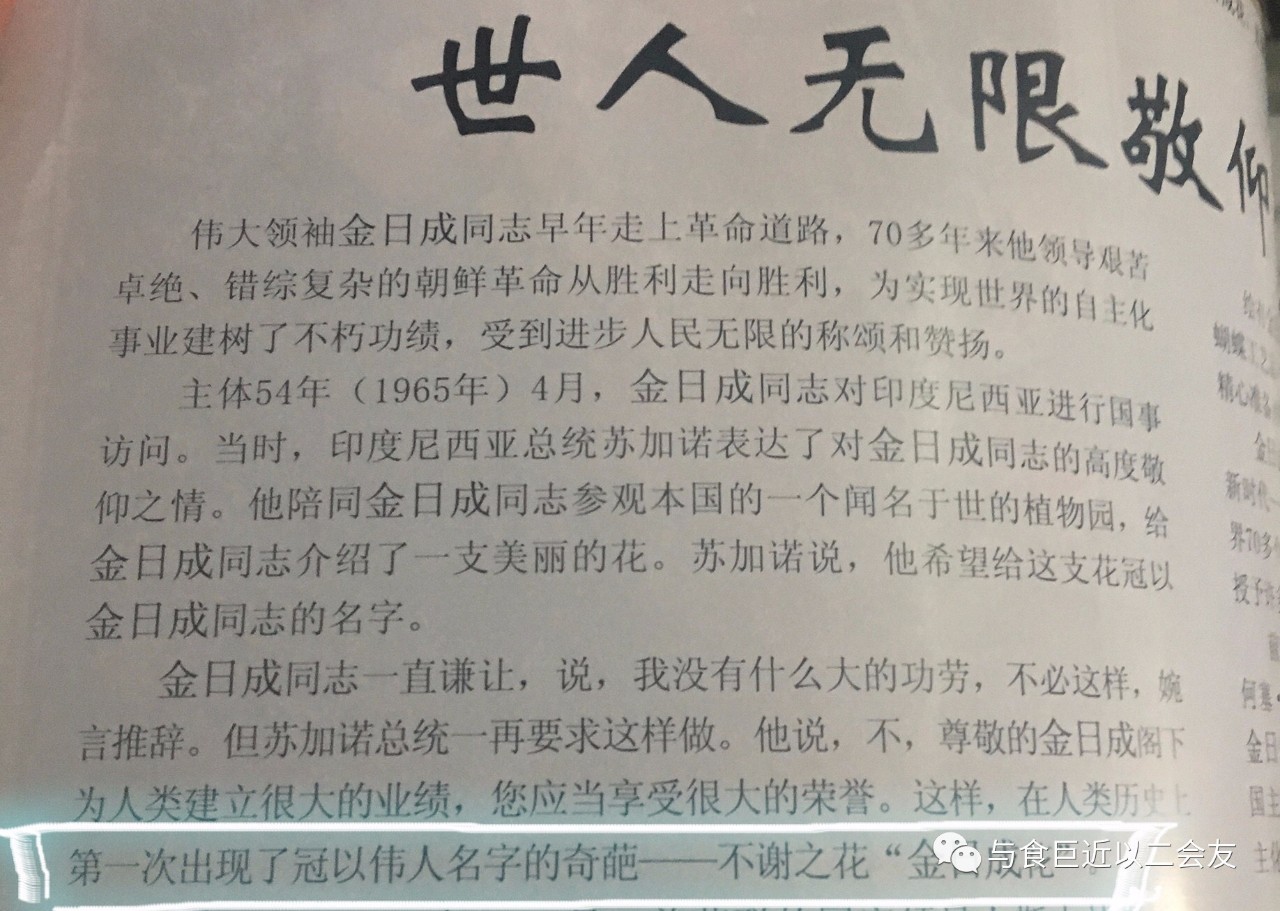 世人无限敬仰
伟大领袖金日成同志早年走上革命道路，70多年来他领导艰苦
卓绝、错综复杂的朝鲜革命从胜利走向胜利，为实现世界的自主化
事业建树了不朽功绩，受到进步人民无限的称颂和赞扬。
主体54年（1965年）4月，金日成同志对印度尼西亚进行国事
访问。当时，印度尼西亚总统苏加诺表达了对金日成同志的高度敬
仰之情。他陪同金日成同志参观本国的一个闻名于世的植物园，给
金日成同志介绍了一支美丽的花。苏加诺说，他希望给这支花冠以
金日成同志的名字。
金日成同志一直谦让，说，我没有什么大的功劳，不必这样，婉
言推辞。但苏加诺总统一再要求这样做。他说，不，尊敬的金日成阁下
为人类建立很大的业绩，您应当享受很大的荣誉。这样，在人类历史上
第一次出现了冠以伟人名字的奇葩——不谢之花“金日成花”。
蝴蝶工艺
精心准备
新时代
界70多
授予许
何塞·
金日
国主
主体
与食巨近以二会友